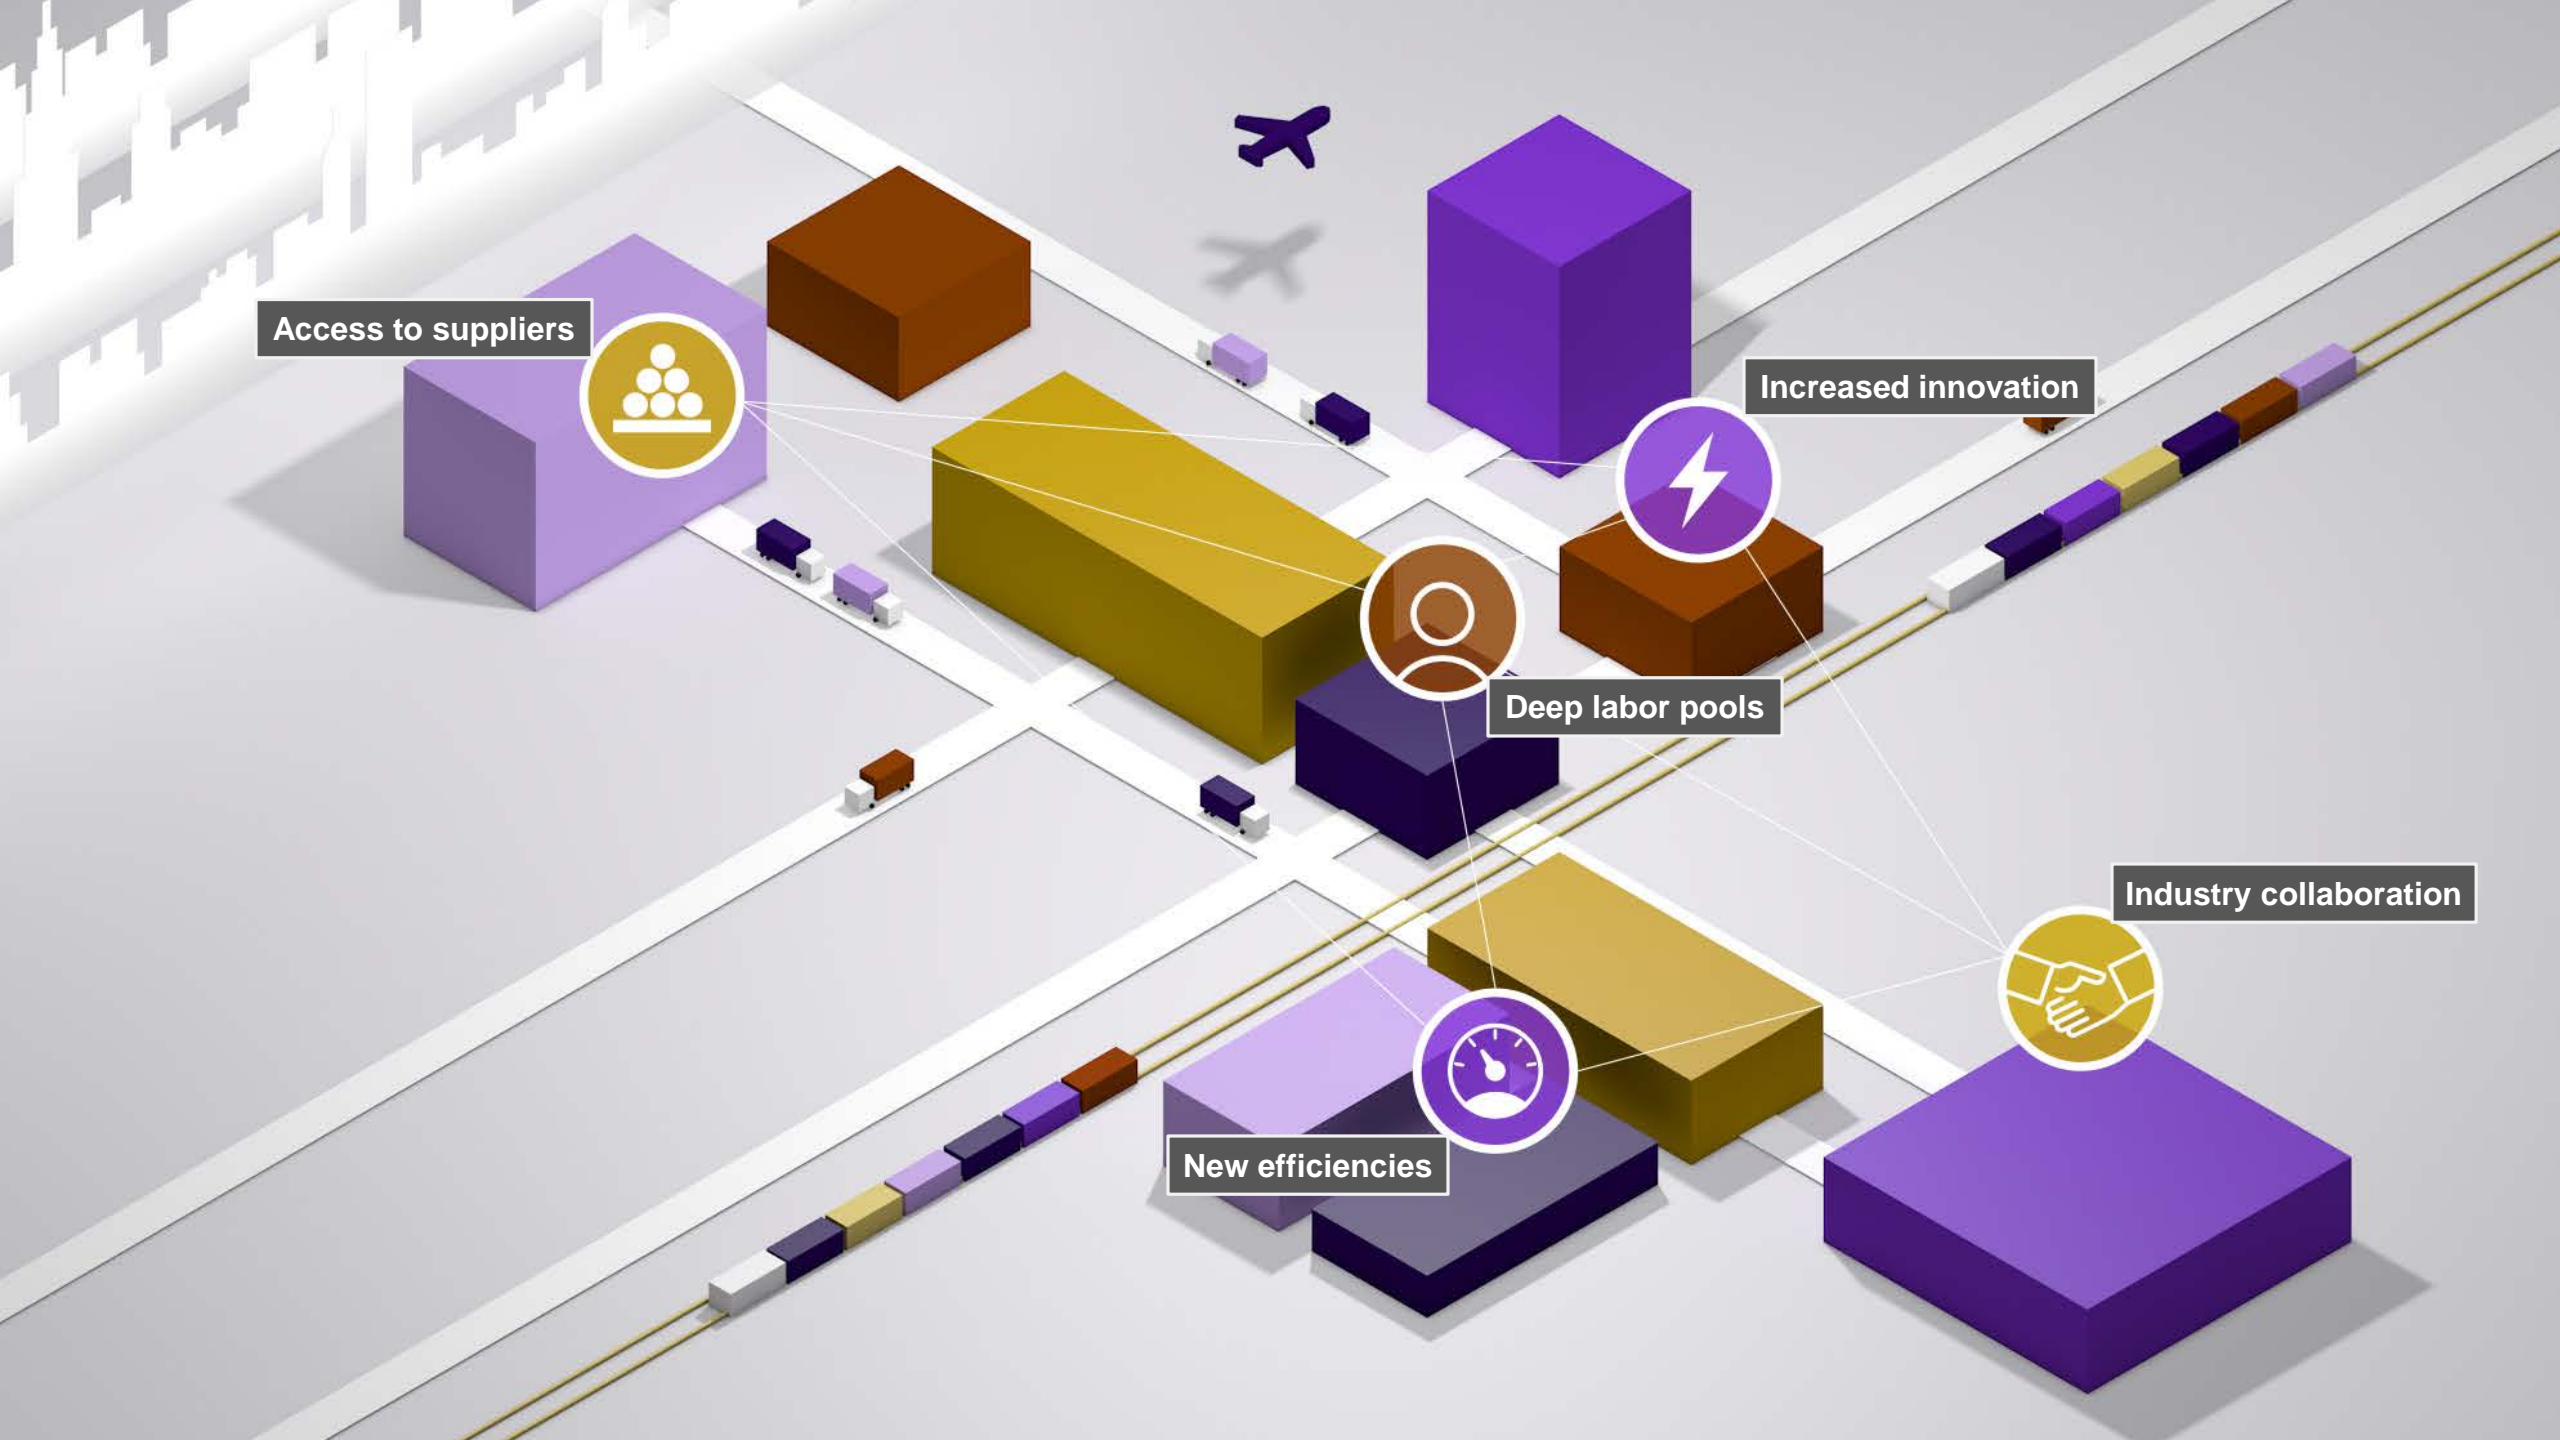 Access to suppliers
Increased innovation
Deep labor pools
Industry collaboration
New efficiencies